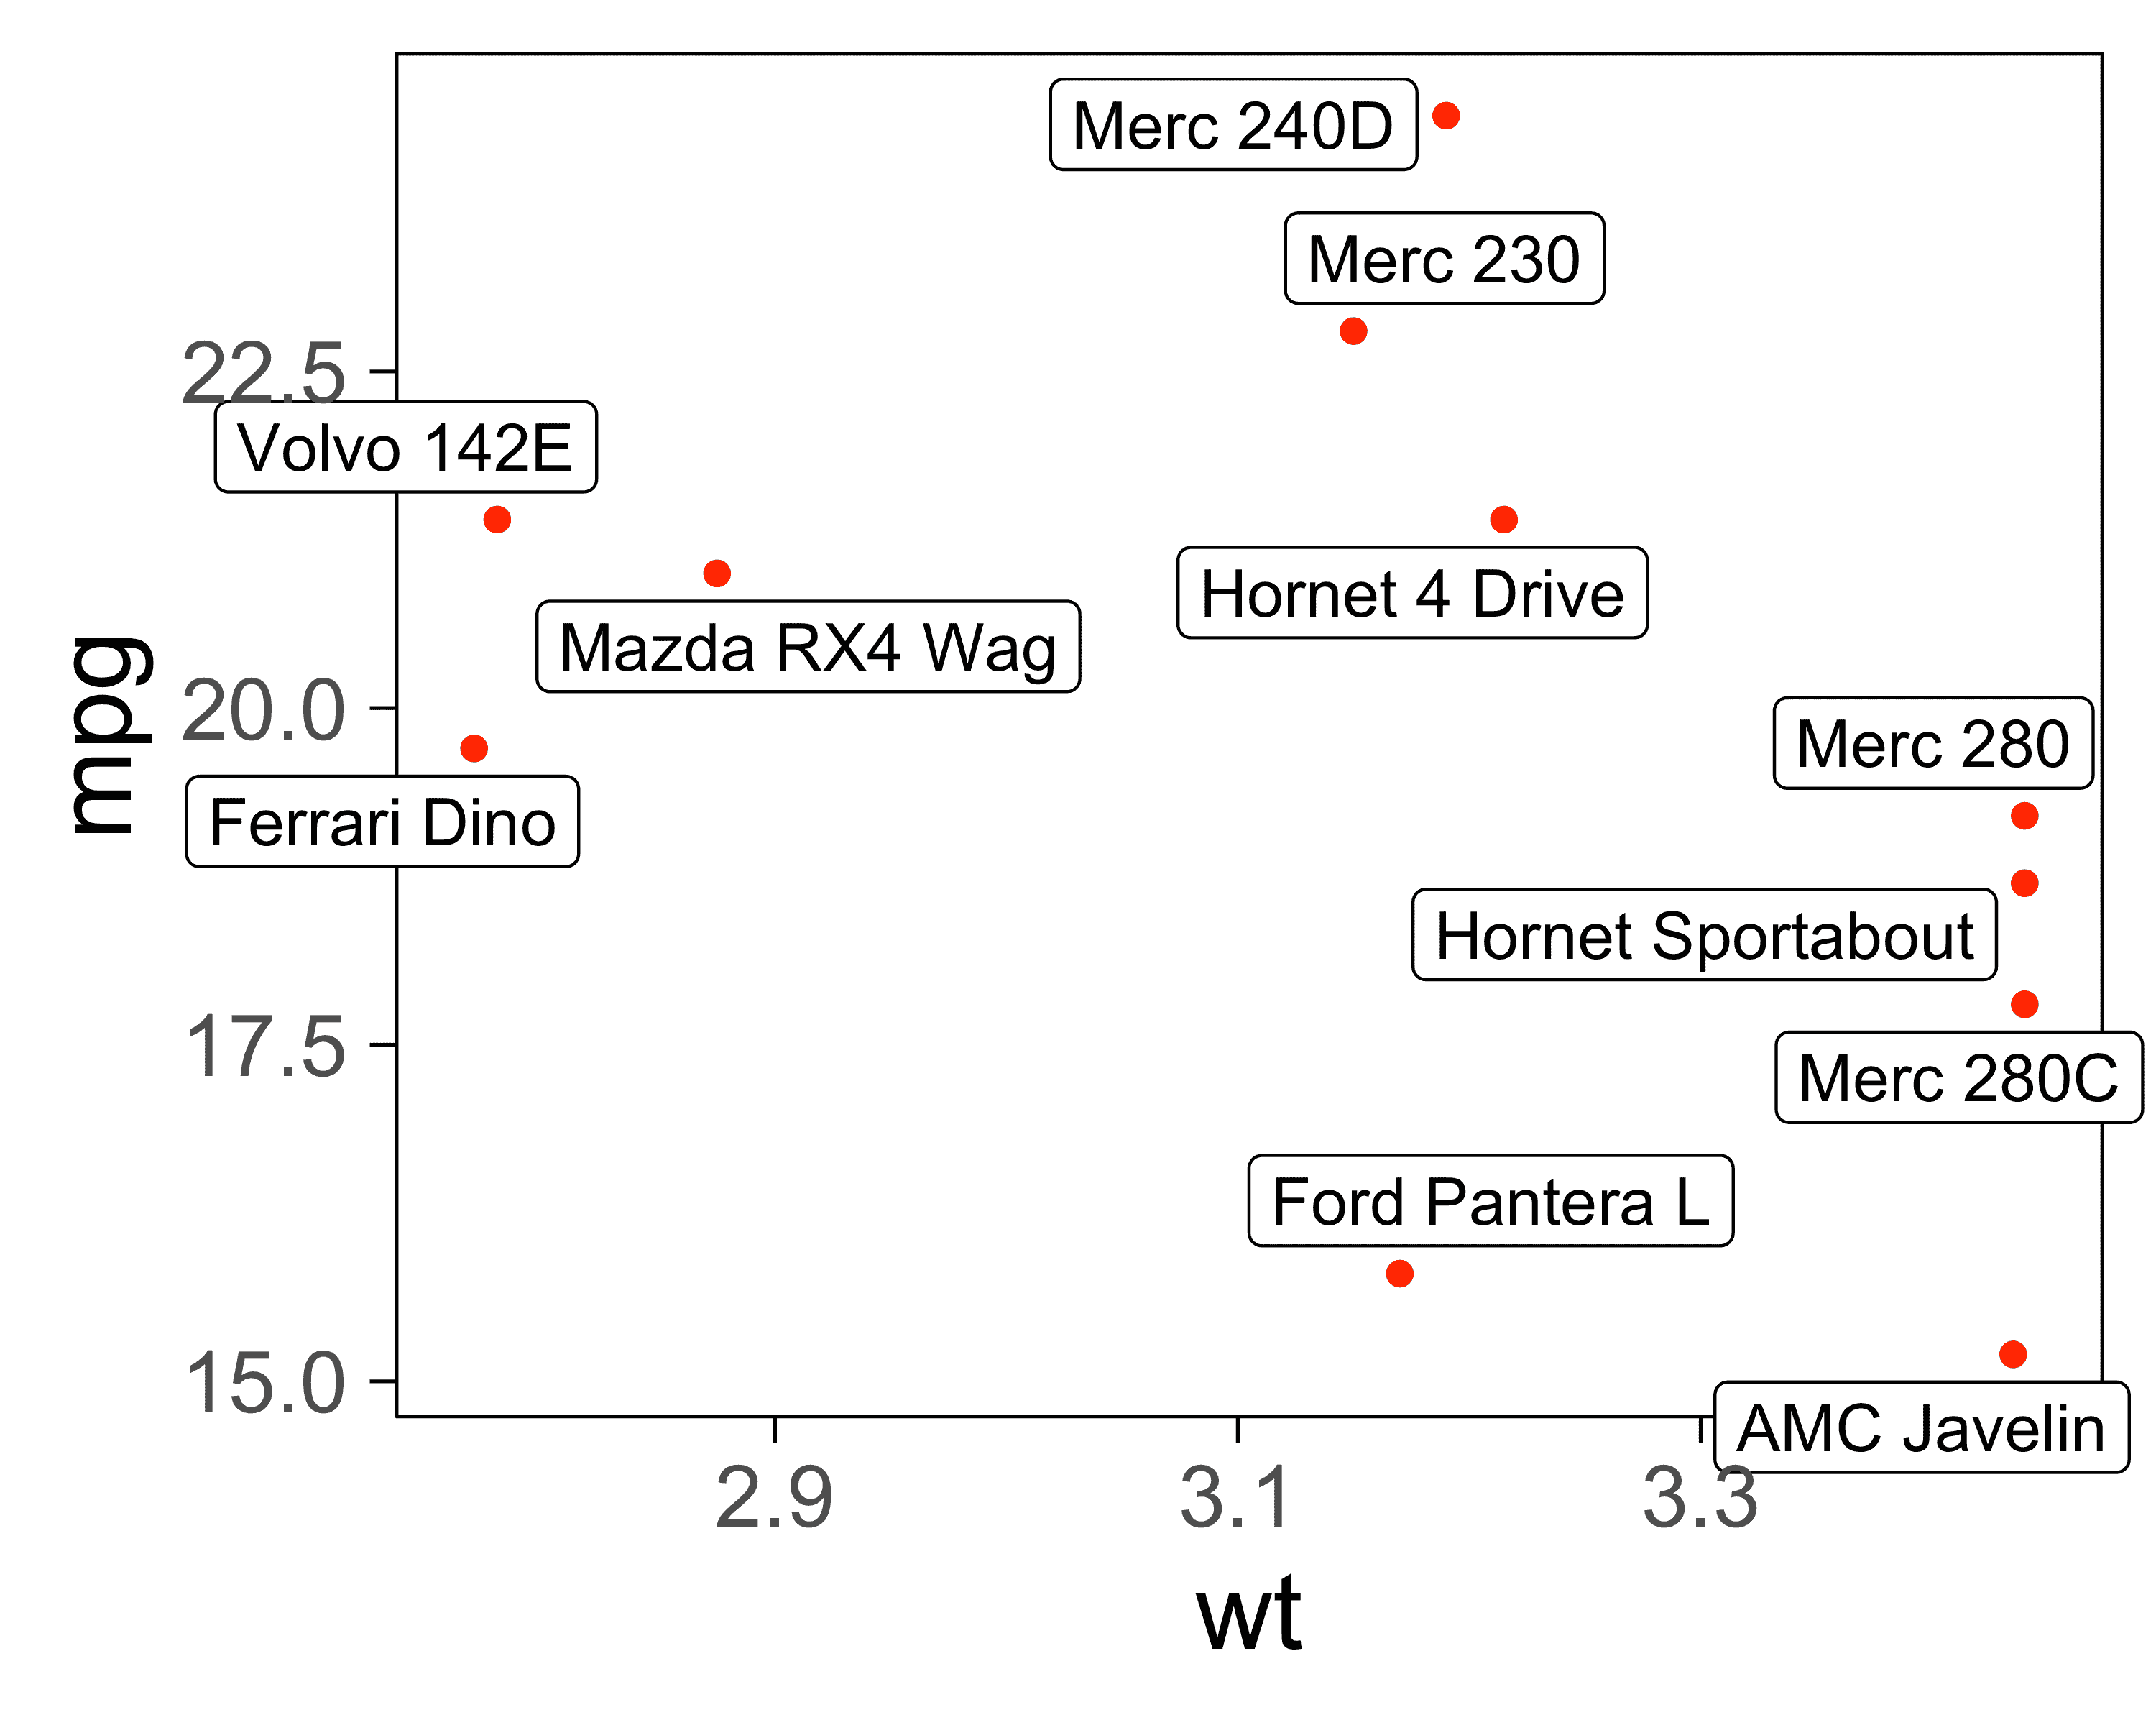 Merc 240D
Merc 230
22.5
Volvo 142E
Hornet 4 Drive
Mazda RX4 Wag
mpg
20.0
Merc 280
Ferrari Dino
Hornet Sportabout
17.5
Merc 280C
Ford Pantera L
15.0
AMC Javelin
2.9 3.1 3.3
wt